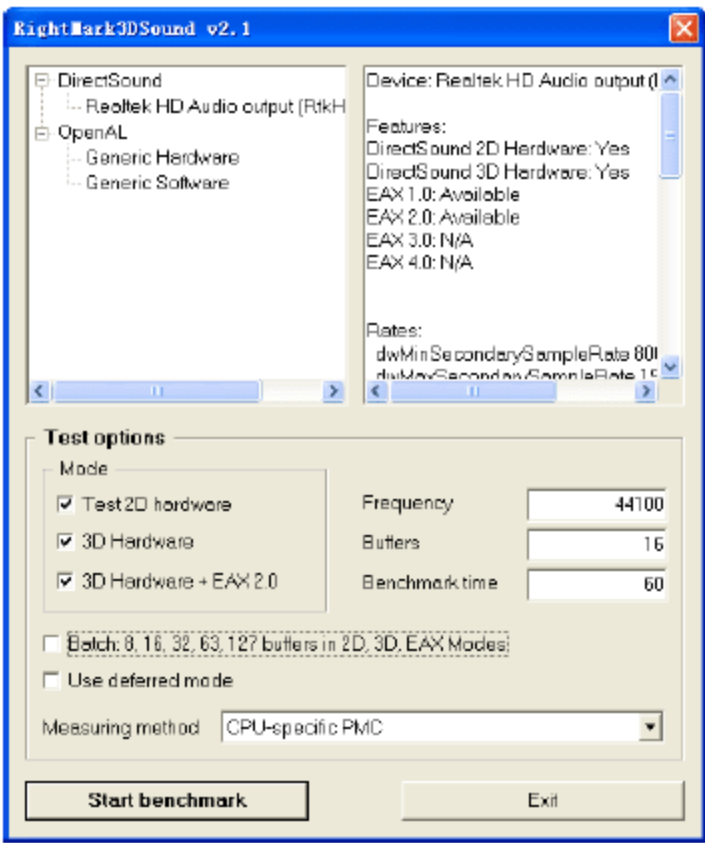 RightMark3DSound v2.1
DirectSound
Realtek HD Audio output (RtkH
OpenAL
Generic Hardware
Generic Software
Device: Realtek HD Audio output (
Features:
DirectSound 2D Hardware: Yes
DirectSound 3D Hardware: Yes
EAX 1.0: Available
EAX 2.0: Available
EAX 3.0: N/A
EAX 4.0: N/A
Rates:
dwMinSecondarySampleRate 80
dwMaxSecondarySampleRate 19
Test options
Mode
Test 2D hardware
3D Hardware
3D Hardware + EAX 2.0
Frequency 44100
Buffers 16
Benchmark time 60
Batch: 8, 16, 32, 63, 127 buffers in 2D, 3D, EAX Modes
Use deferred mode
Measuring method CPU-specific PMC
Start benchmark
Exit